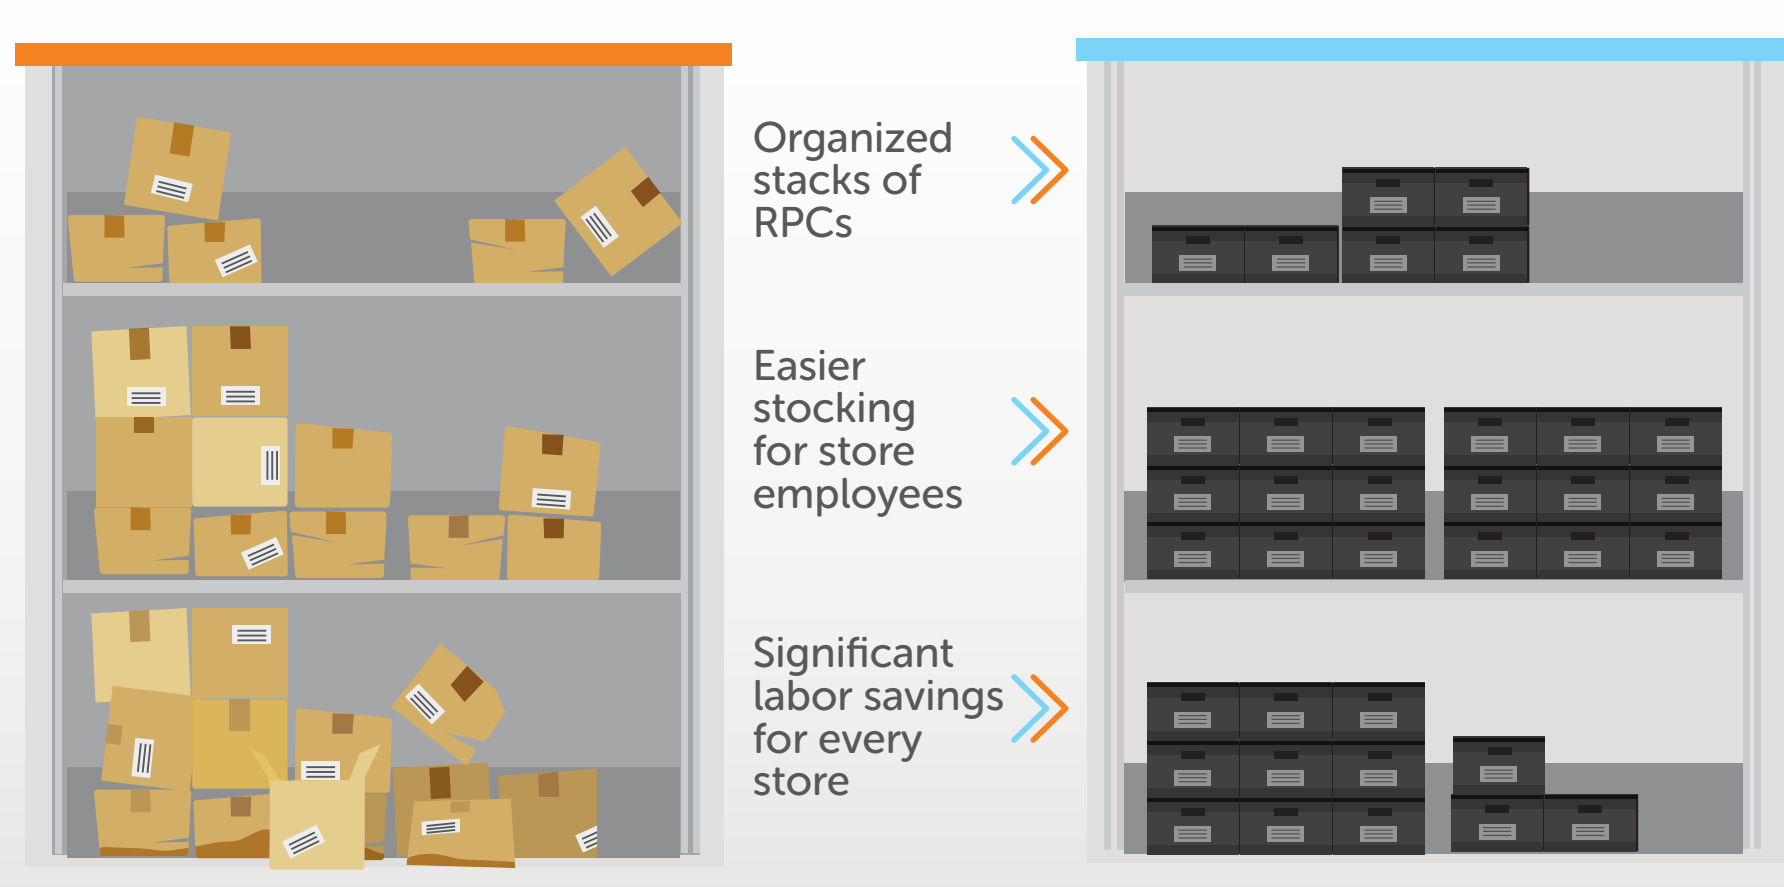 Organized
stacks of
RPCs
Easier
stocking
for store
employees
Significant
labor savings
for every
store